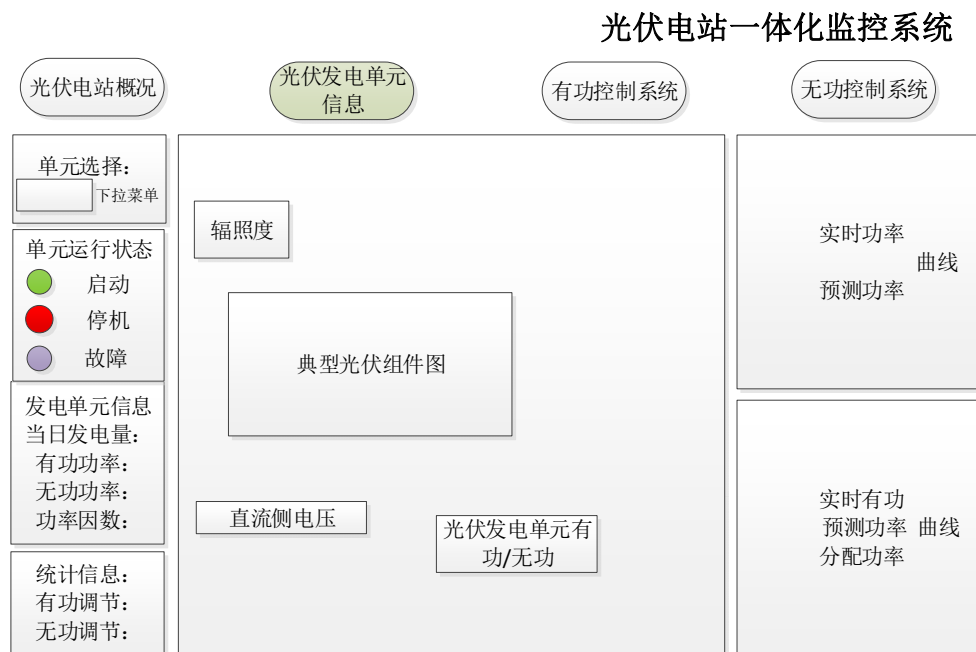 光伏电站一体化监控系统
光伏电站概况
光伏发电单元
信息
有功控制系统
无功控制系统
单元选择：
下拉菜单
单元运行状态
启动
停机
故障
发电单元信息
当日发电量：
有功功率：
无功功率：
功率因数：
统计信息：
有功调节：
无功调节：
辐照度
典型光伏组件图
直流侧电压
光伏发电单元有
功/无功
实时功率
曲线
预测功率
实时有功
预测功率 曲线
分配功率